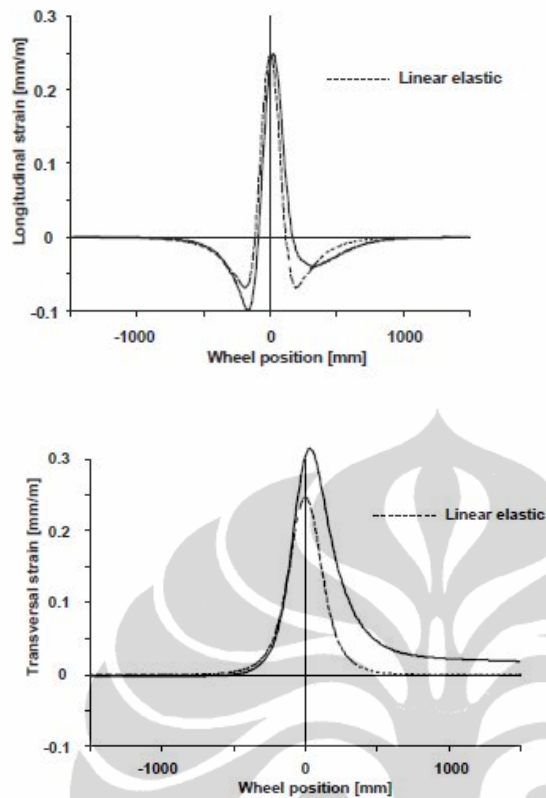 0.3
0.2
0.1
0
-0.1
Longitudinal strain [mm/m]
Linear elastic
-1000 0 1000
Wheel position [mm]
0.3
0.2
0.1
0
-0.1
Transversal strain [mm/m]
Linear elastic
-1000 0 1000
Wheel position [mm]